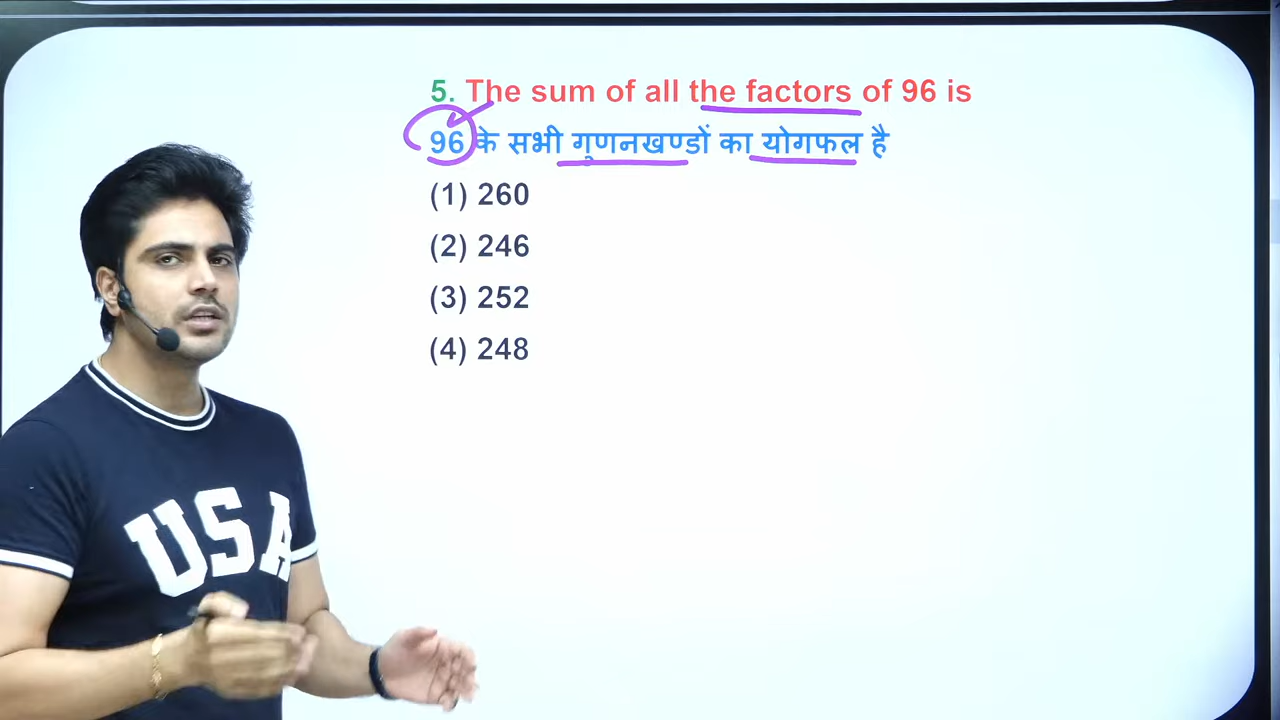 5. The sum of all the factors of 96 is
96 के सभी गुणनखण्डों का योगफल है
(1) 260
(2) 246
(3) 252
(4) 248
USA